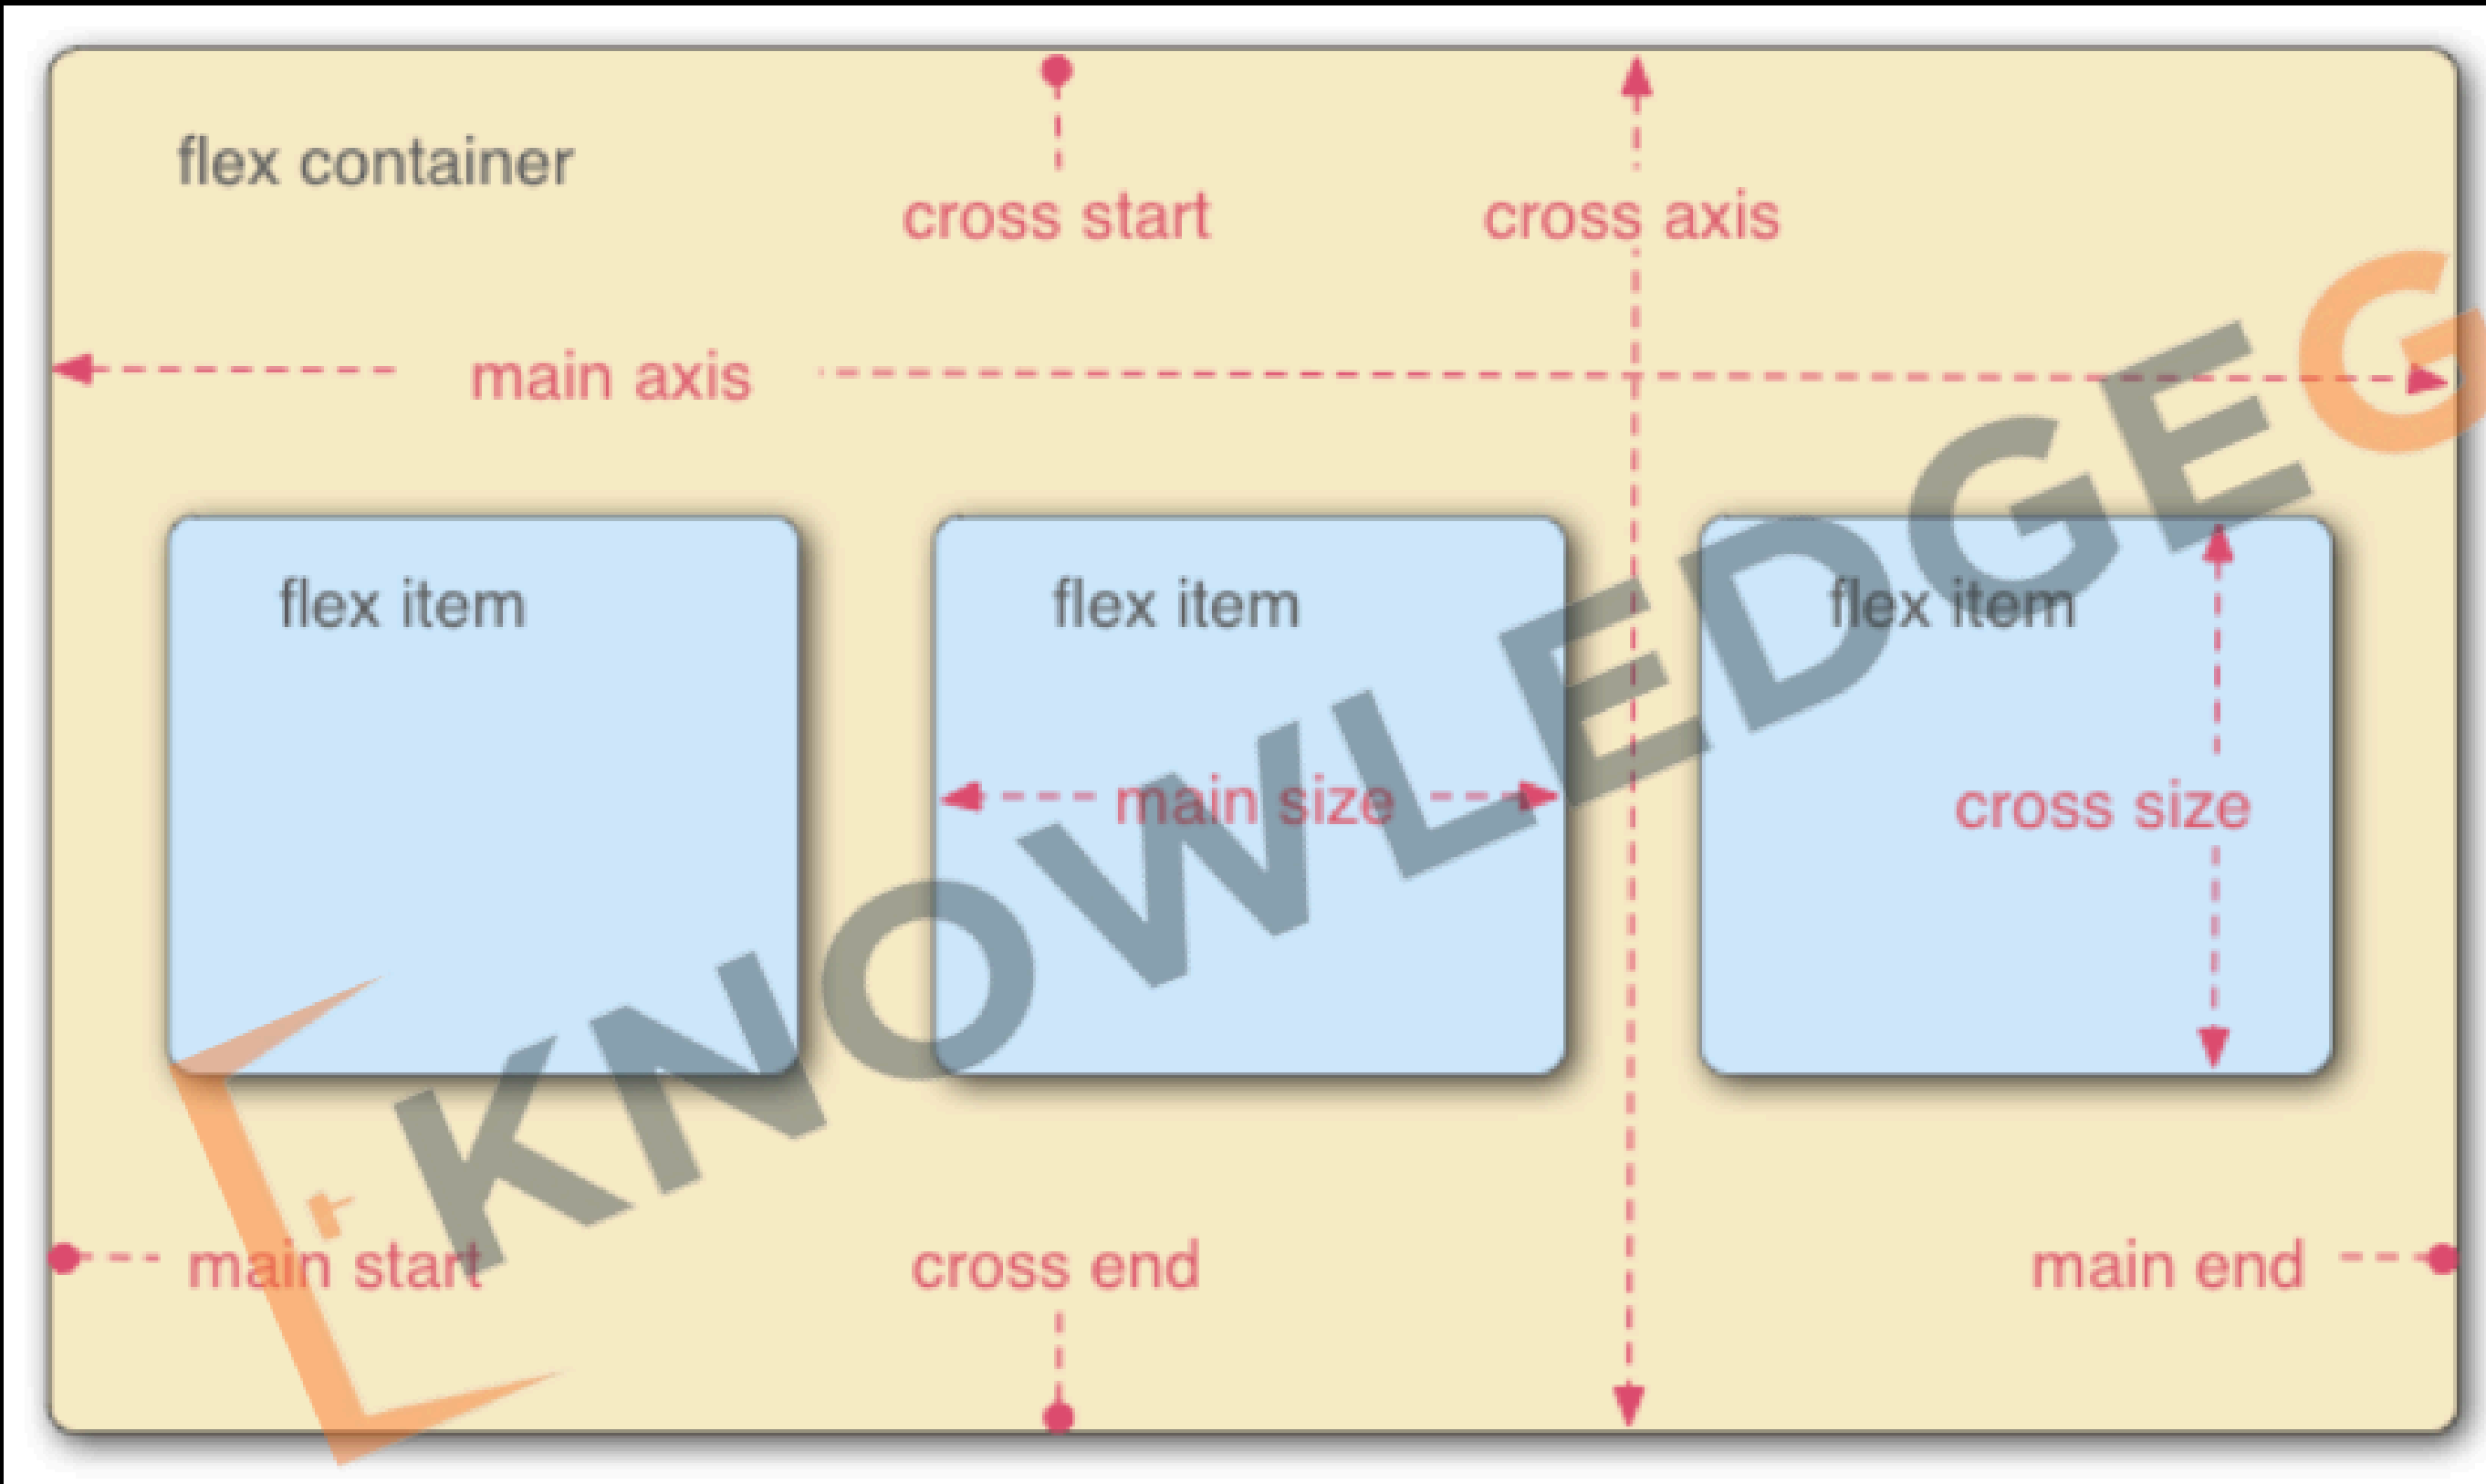 flex container
cross start
cross axis
main axis
flex item
flex item
flex item
main size
cross size
main start
cross end
main end
KNOWLEDGE G